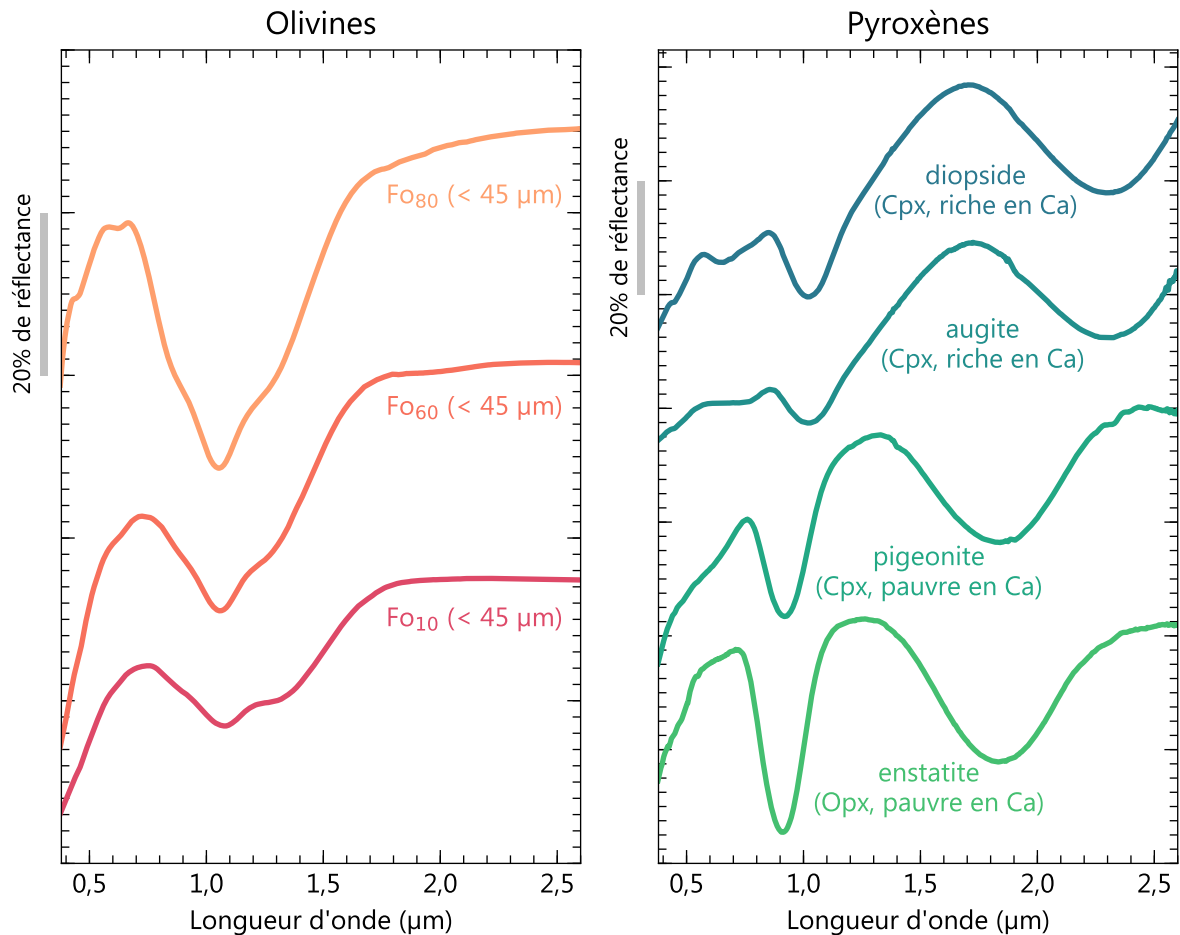 Olivines
20% de réflectance
Fo80 (< 45 µm)
Fo60 (< 45 µm)
Fo10 (< 45 µm)
0,5 1,0 1,5 2,0 2,5
Longueur d'onde (µm)
Pyroxènes
20% de réflectance
diopside
(Cpx, riche en Ca)
augite
(Cpx, riche en Ca)
pigeonite
(Cpx, pauvre en Ca)
enstatite
(Opx, pauvre en Ca)
0,5 1,0 1,5 2,0 2,5
Longueur d'onde (µm)